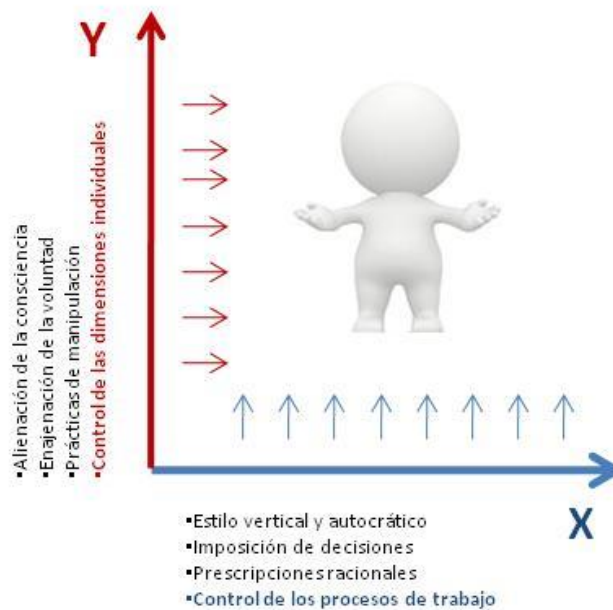 Y
▪Alienación de la consciencia
▪Enajenación de la voluntad
▪Prácticas de manipulación
▪Control de las dimensiones individuales
X
▪Estilo vertical y autocrático
▪Imposición de decisiones
▪Prescripciones racionales
▪Control de los procesos de trabajo